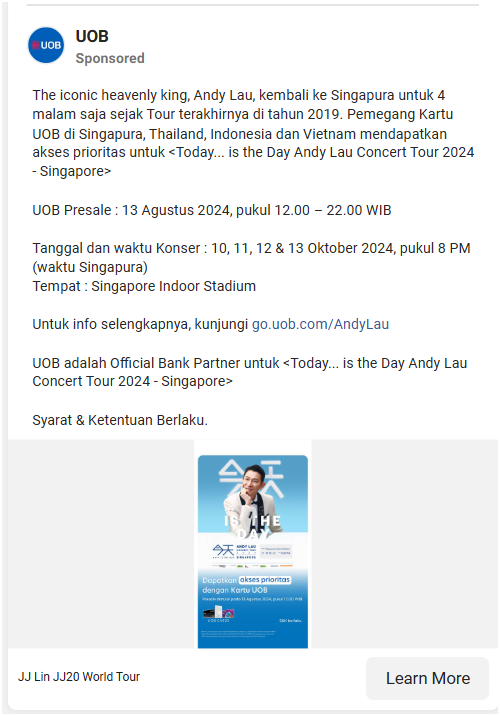 UOB
UOB
Sponsored
The iconic heavenly king, Andy Lau, kembali ke Singapura untuk 4
malam saja sejak Tour terakhirnya di tahun 2019. Pemegang Kartu
UOB di Singapura, Thailand, Indonesia dan Vietnam mendapatkan
akses prioritas untuk <Today... is the Day Andy Lau Concert Tour 2024
- Singapore>
UOB Presale : 13 Agustus 2024, pukul 12.00 – 22.00 WIB
Tanggal dan waktu Konser : 10, 11, 12 & 13 Oktober 2024, pukul 8 PM
(waktu Singapura)
Tempat : Singapore Indoor Stadium
Untuk info selengkapnya, kunjungi go.uob.com/AndyLau
UOB adalah Official Bank Partner untuk <Today... is the Day Andy Lau
Concert Tour 2024 - Singapore>
Syarat & Ketentuan Berlaku.
今天
IS THE
DAY
今天 ANDY LAU
SINGAPORE
Dapatkan akses prioritas
dengan Kartu UOB
UOB CARDS
JJ Lin JJ20 World Tour
Learn More